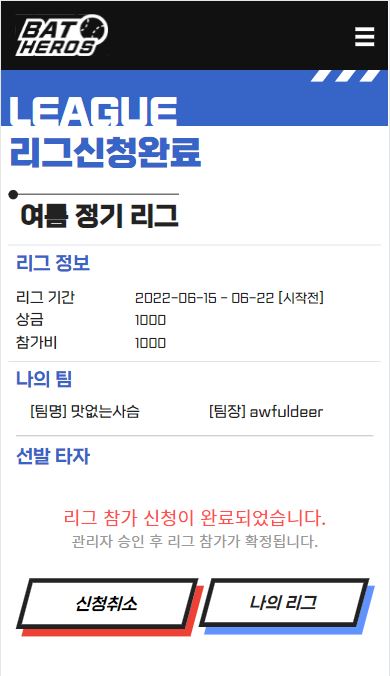 BAT
HEROS
LEAGUE
리그신청완료
여름 정기 리그
리그 정보
리그 기간 2022-06-15 - 06-22 [시작전]
상금 1000
참가비 1000
나의 팀
[팀명] 맛없는사슴 [팀장] awfuldeer
선발 타자
리그 참가 신청이 완료되었습니다.
관리자 승인 후 리그 참가가 확정됩니다.
신청취소 나의 리그